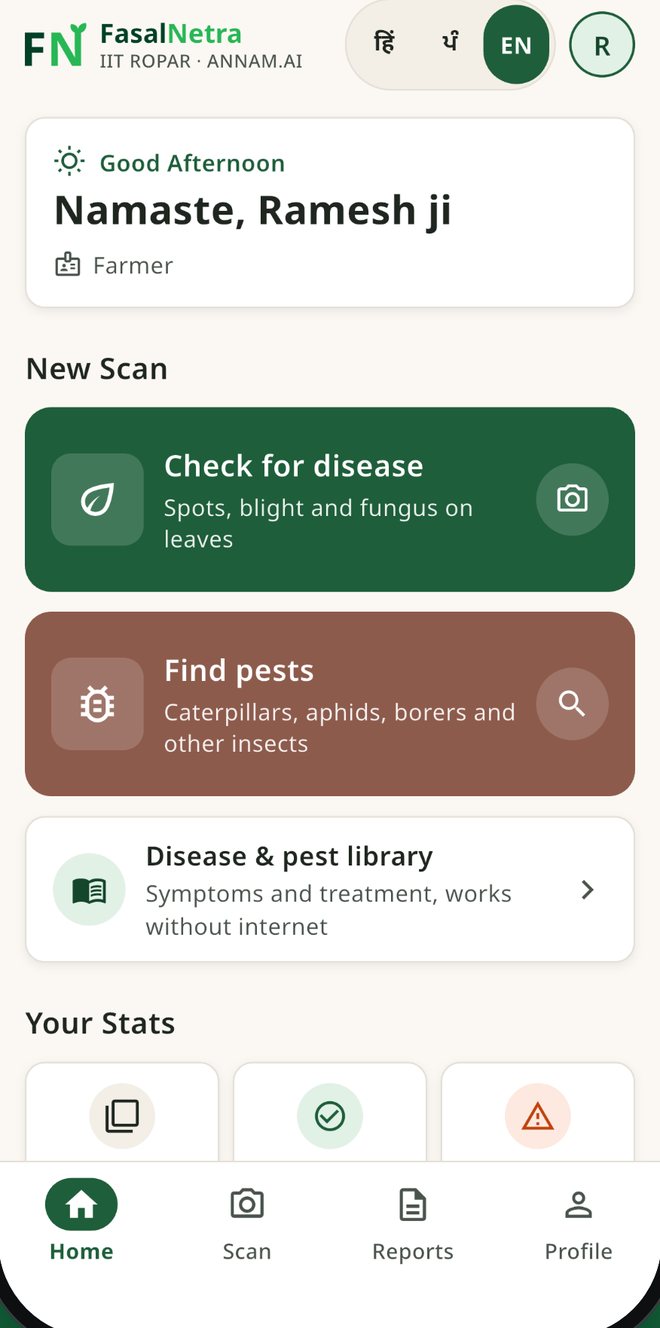 FN
FasalNetra
IIT ROPAR · ANNAM.AI
हिं
ਪੰ
EN
R
Good Afternoon
Namaste, Ramesh ji
Farmer
New Scan
Check for disease
Spots, blight and fungus on
leaves
Find pests
Caterpillars, aphids, borers and
other insects
Disease & pest library
Symptoms and treatment, works
without internet
Your Stats
Home
Scan
Reports
Profile